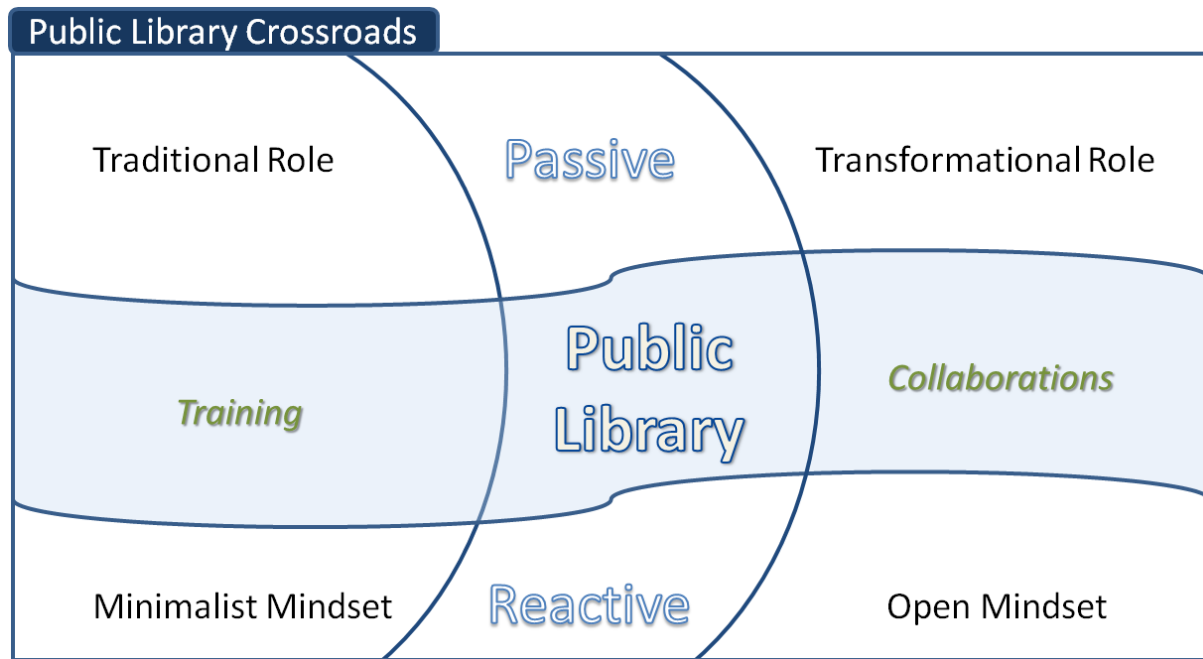 Public Library Crossroads
Traditional Role
Passive
Transformational Role
Training
Public
Library
Collaborations
Minimalist Mindset
Reactive
Open Mindset